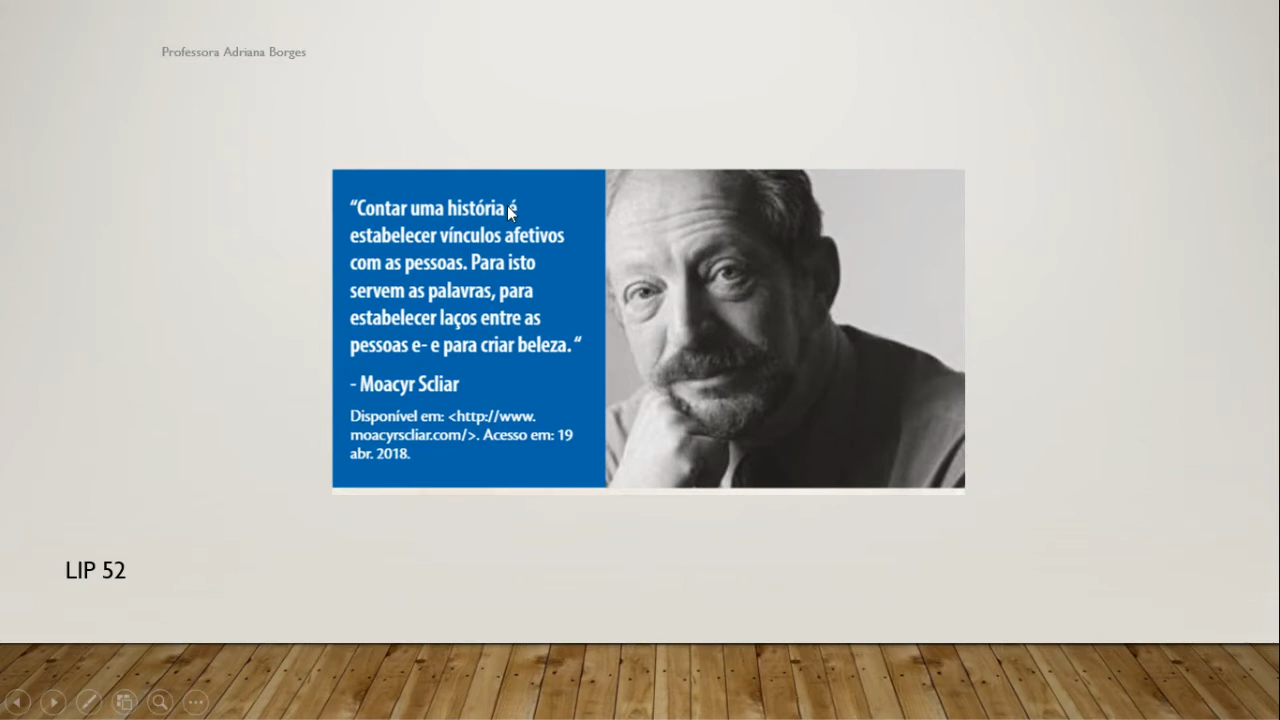 Professora Adriana Borges
“Contar uma história é
estabelecer vínculos afetivos
com as pessoas. Para isto
servem as palavras, para
estabelecer laços entre as
pessoas e- e para criar beleza. “
- Moacyr Scliar
Disponível em: <http://www.
moacyrscliar.com/>. Acesso em: 19
abr. 2018.
LIP 52